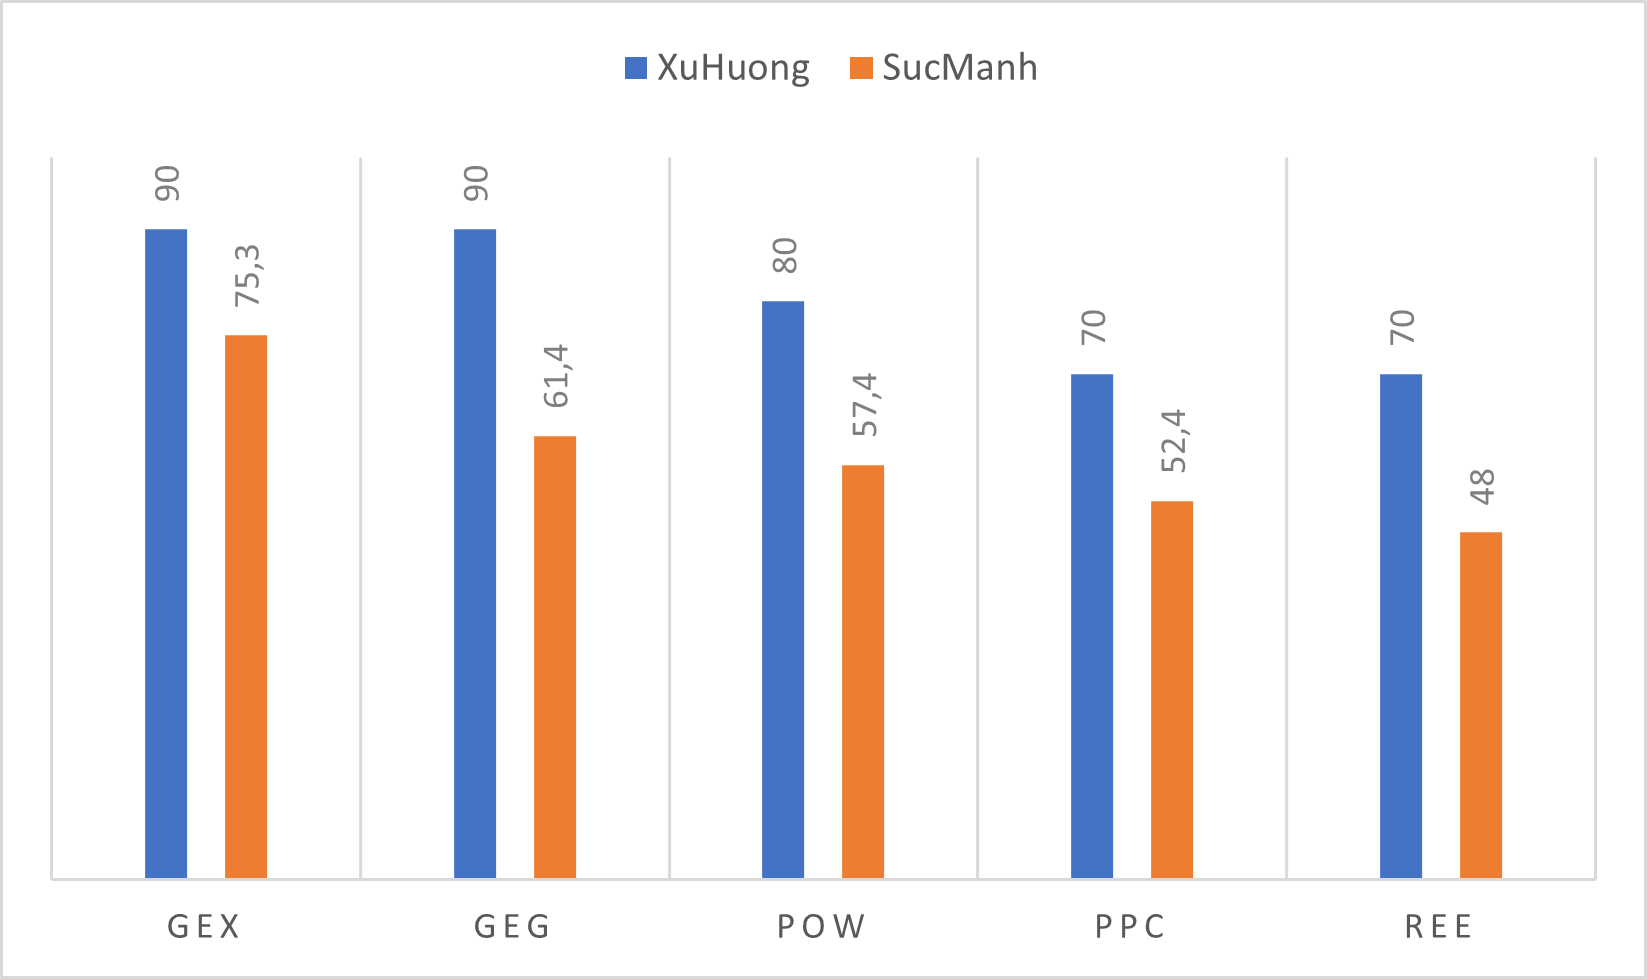 XuHuong SucManh
90 75,3 90 61,4 80 57,4 70 52,4 70 48
GEX GEG POW PPC REE